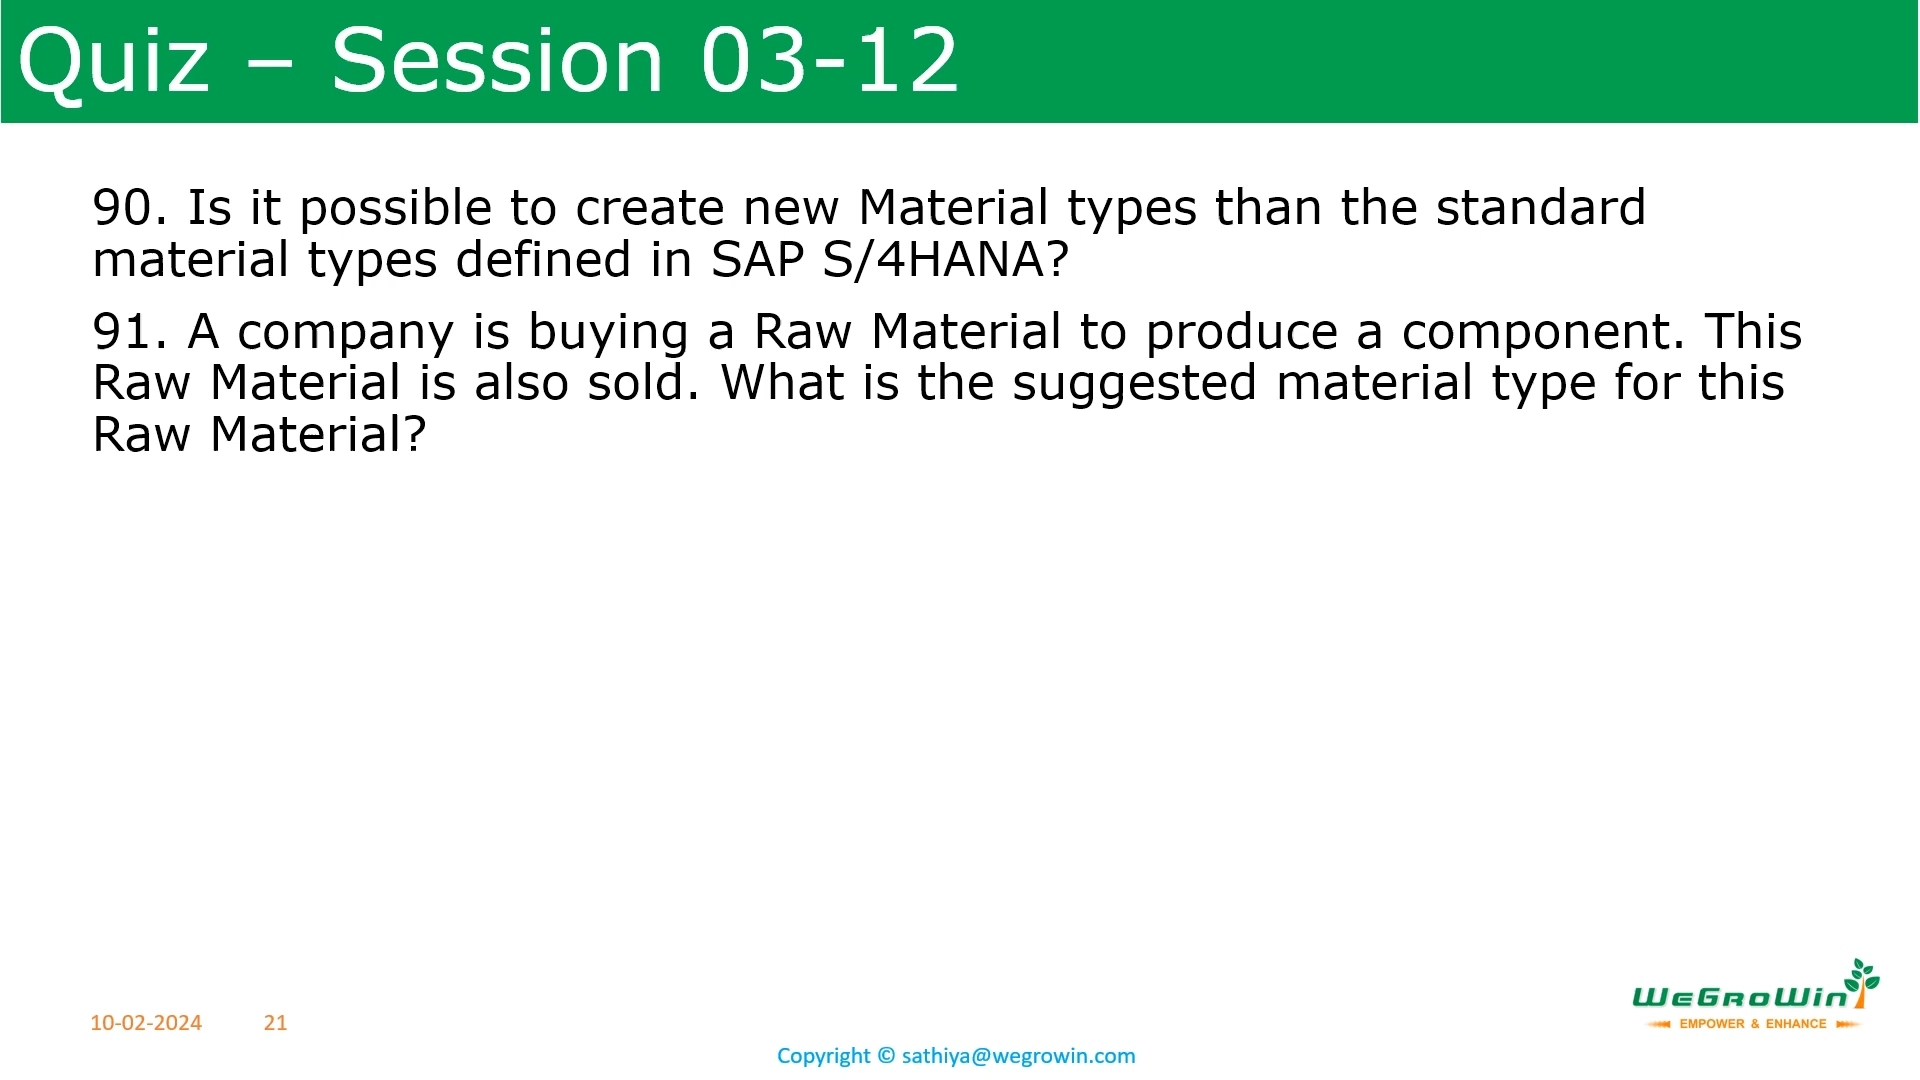 Quiz – Session 03-12
90. Is it possible to create new Material types than the standard
material types defined in SAP S/4HANA?
91. A company is buying a Raw Material to produce a component. This
Raw Material is also sold. What is the suggested material type for this
Raw Material?
WeGroWin
EMPOWER & ENHANCE
10-02-2024 21
Copyright © sathiya@wegrowin.com